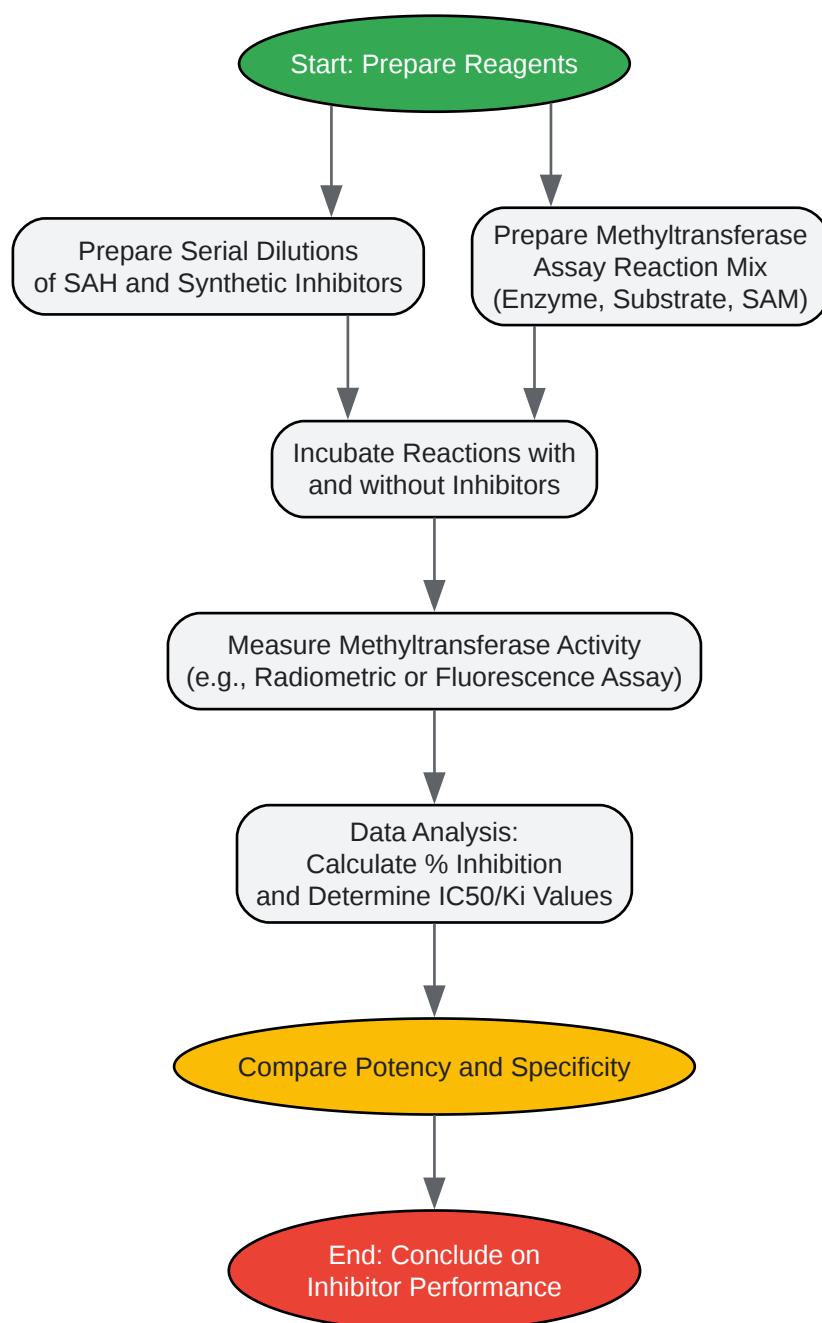 Start: Prepare Reagents
Prepare Serial Dilutions
of SAH and Synthetic Inhibitors
Prepare Methyltransferase
Assay Reaction Mix
(Enzyme, Substrate, SAM)
Incubate Reactions with
and without Inhibitors
Measure Methyltransferase Activity
(e.g., Radiometric or Fluorescence Assay)
Data Analysis:
Calculate % Inhibition
and Determine IC50/Ki Values
Compare Potency and Specificity
End: Conclude on
Inhibitor Performance